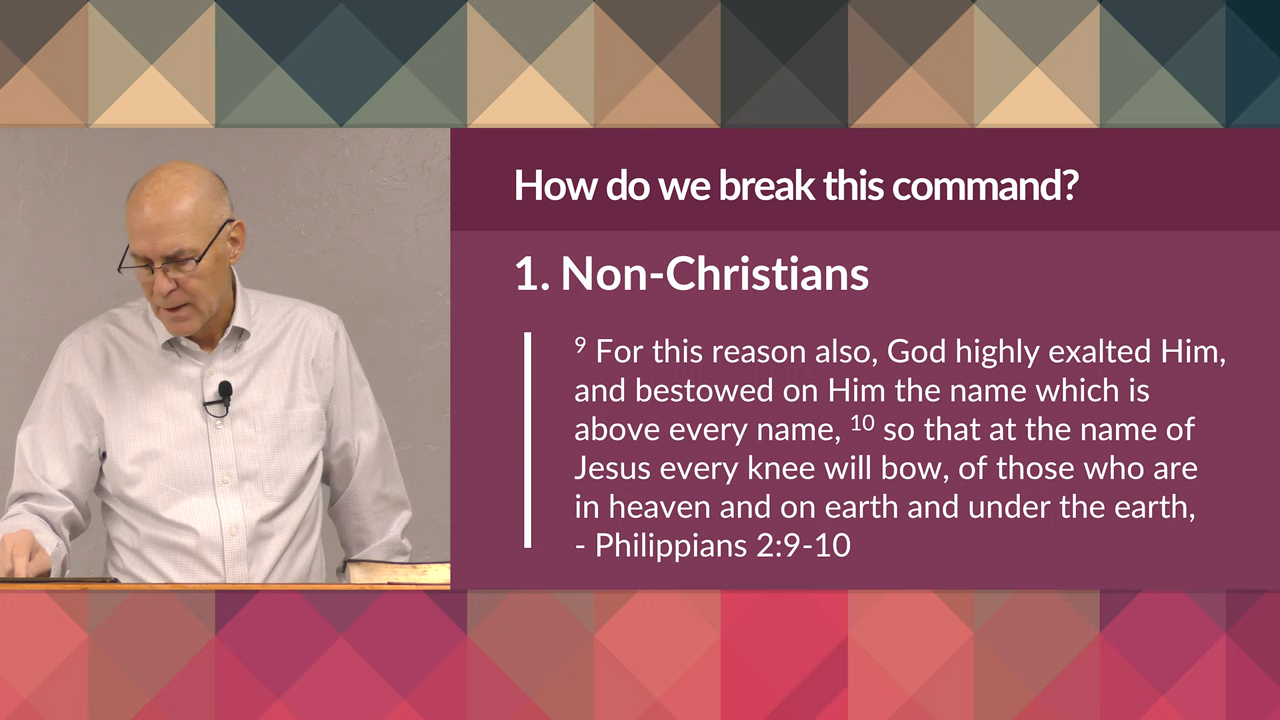 How do we break this command?
1. Non-Christians
9 For this reason also, God highly exalted Him,
and bestowed on Him the name which is
above every name, 10 so that at the name of
Jesus every knee will bow, of those who are
in heaven and on earth and under the earth,
- Philippians 2:9-10